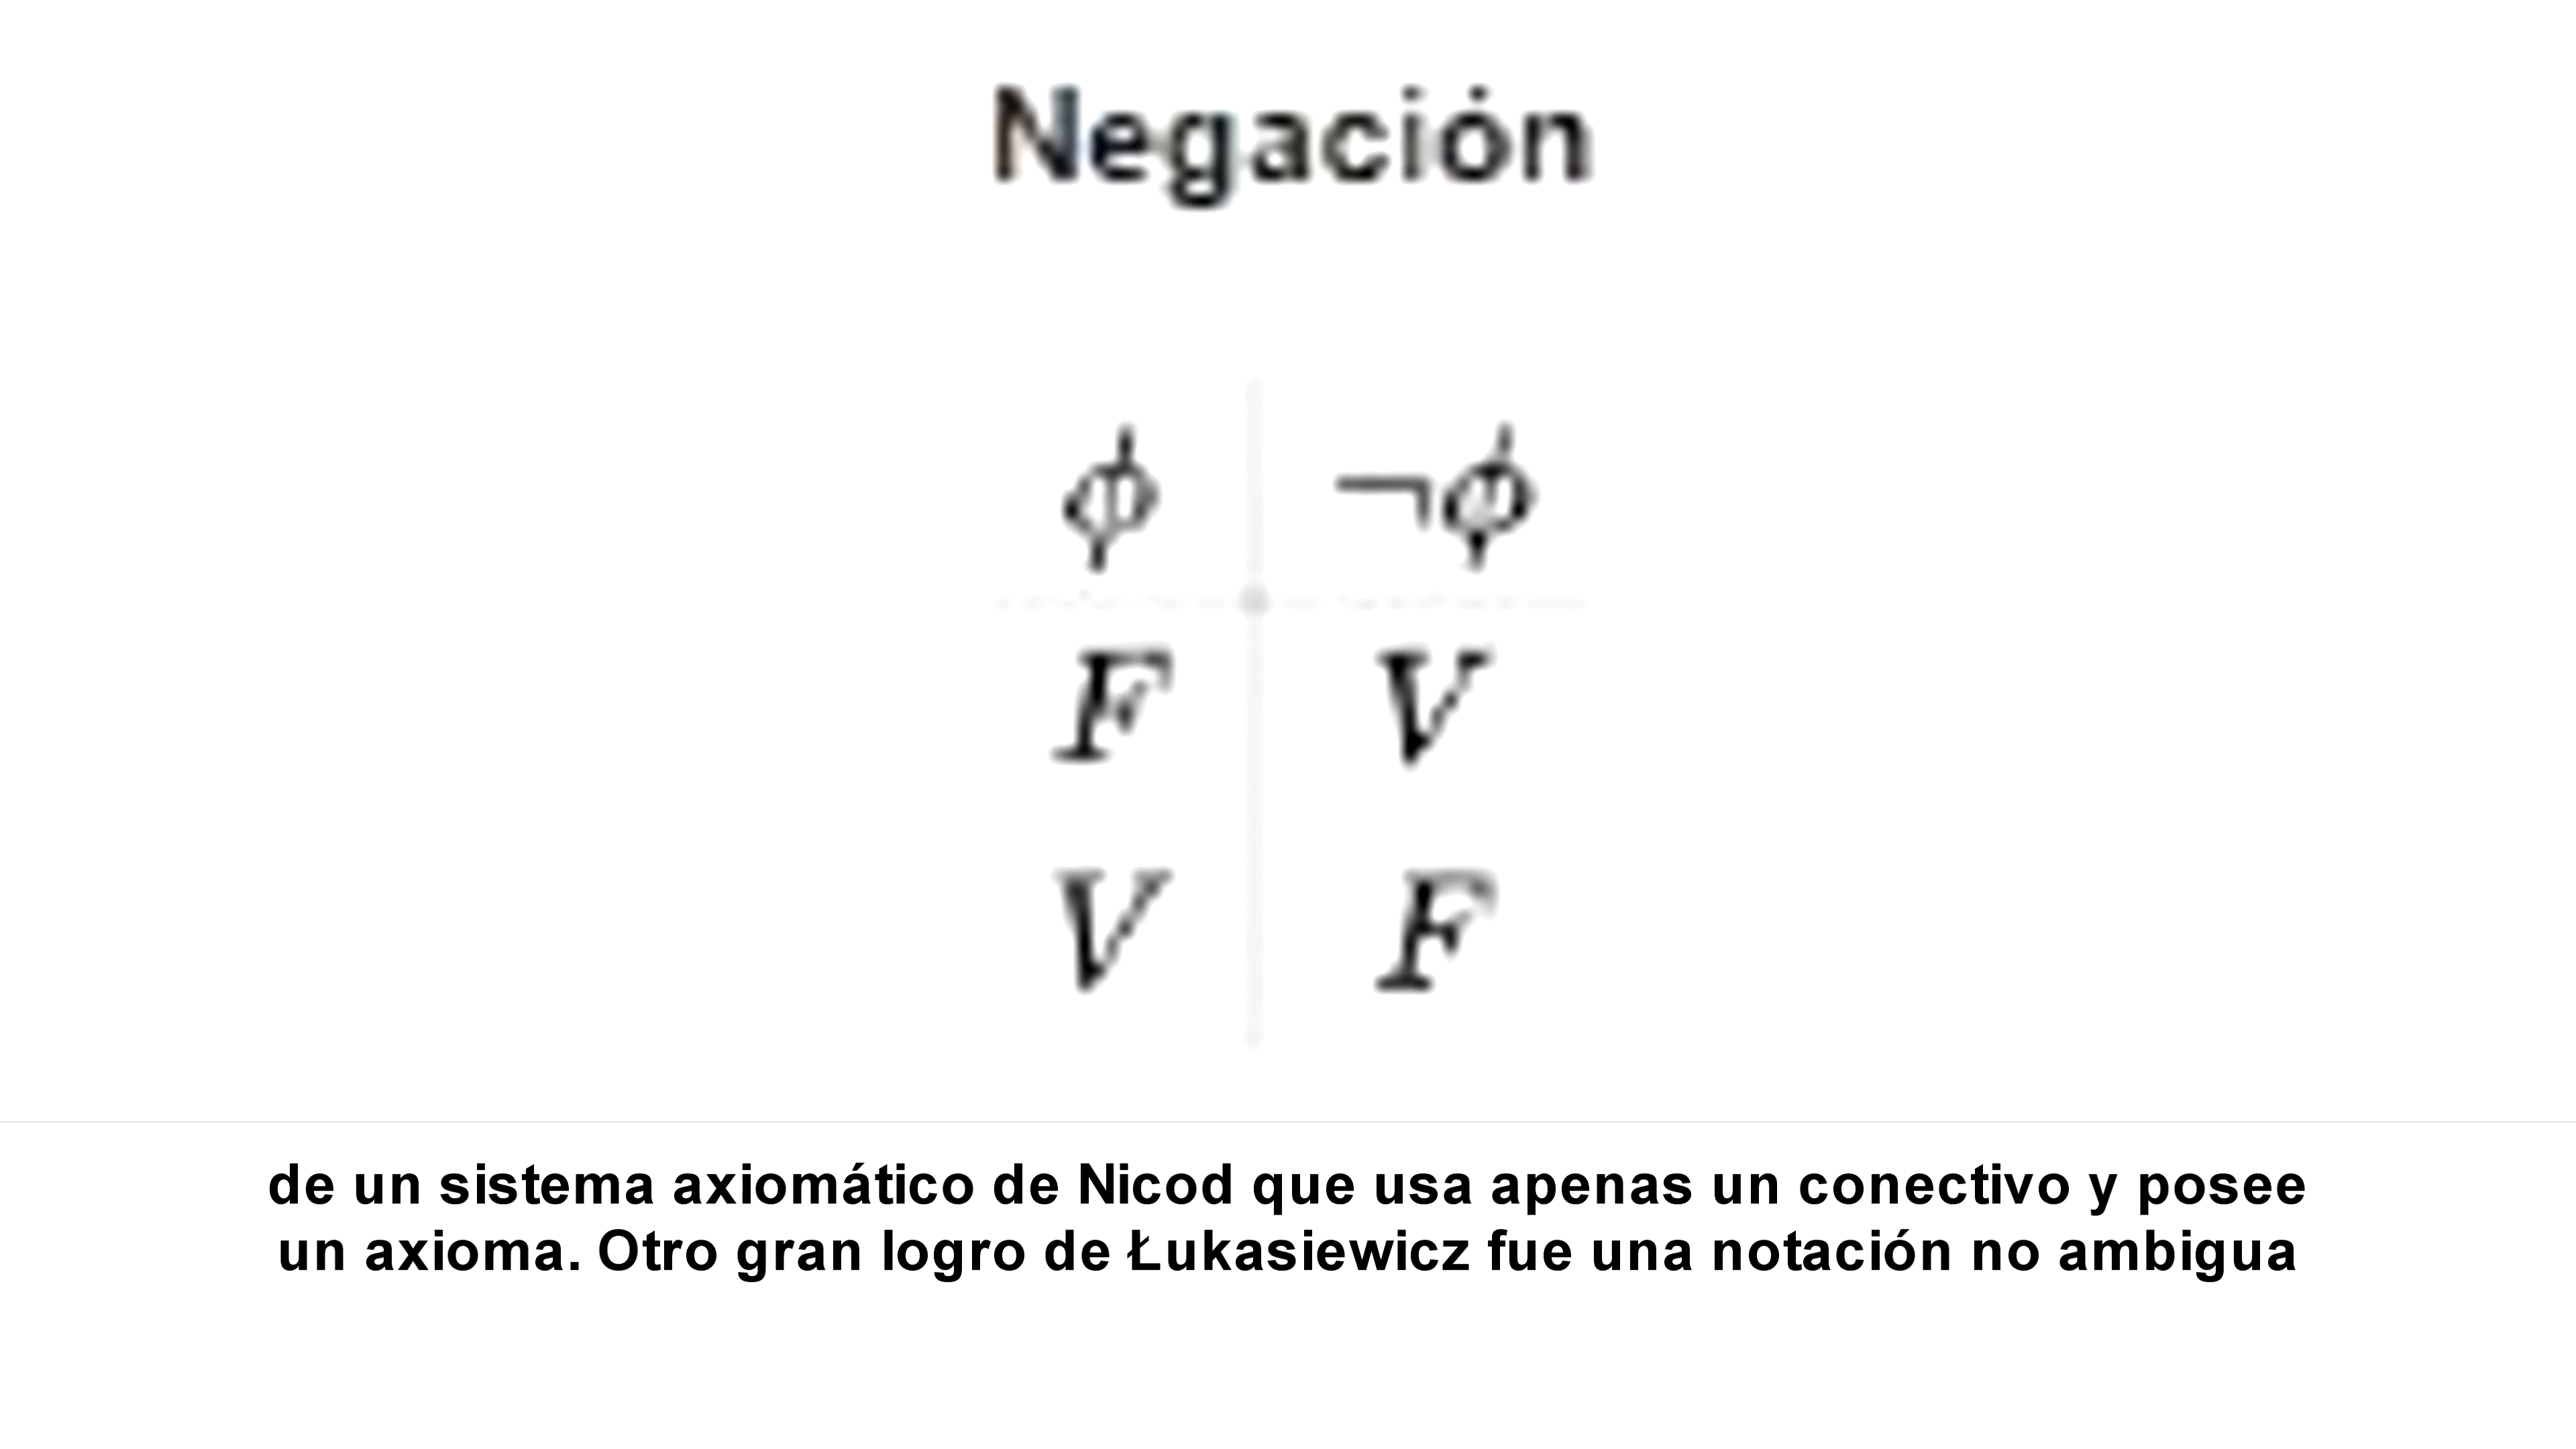 Negación
ϕ ¬ϕ
F V
V F
de un sistema axiomático de Nicod que usa apenas un conectivo y posee
un axioma. Otro gran logro de Łukasiewicz fue una notación no ambigua